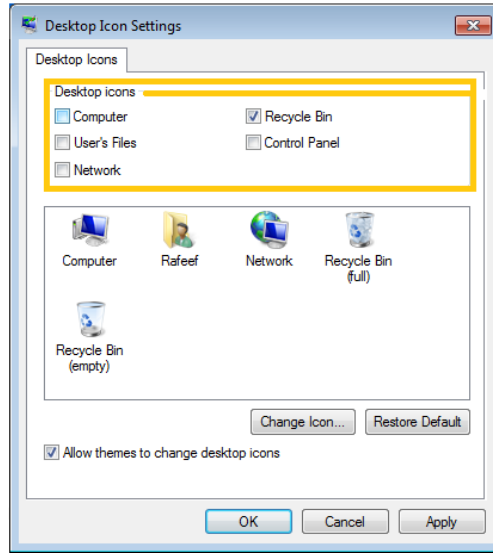 Desktop Icon Settings
Desktop Icons
Desktop icons
Computer
Recycle Bin
User's Files
Control Panel
Network
Computer
Rafeef
Network
Recycle Bin
(full)
Recycle Bin
(empty)
Change Icon...
Restore Default
Allow themes to change desktop icons
OK
Cancel
Apply